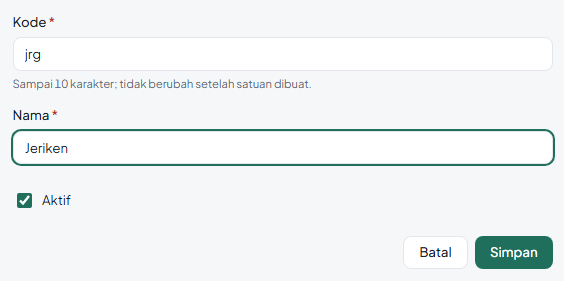 Kode *
jrg
Sampai 10 karakter; tidak berubah setelah satuan dibuat.
Nama *
Jeriken
Aktif
Batal
Simpan